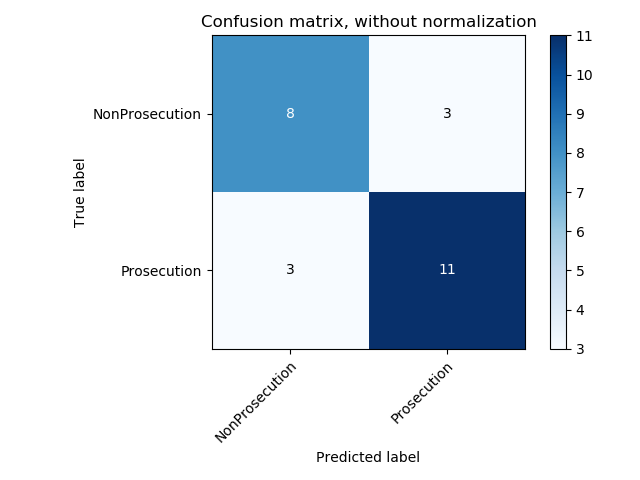 Confusion matrix, without normalization
True label
NonProsecution
Prosecution
8
3
3
11
NonProsecution
Prosecution
Predicted label
11
10
9
8
7
6
5
4
3